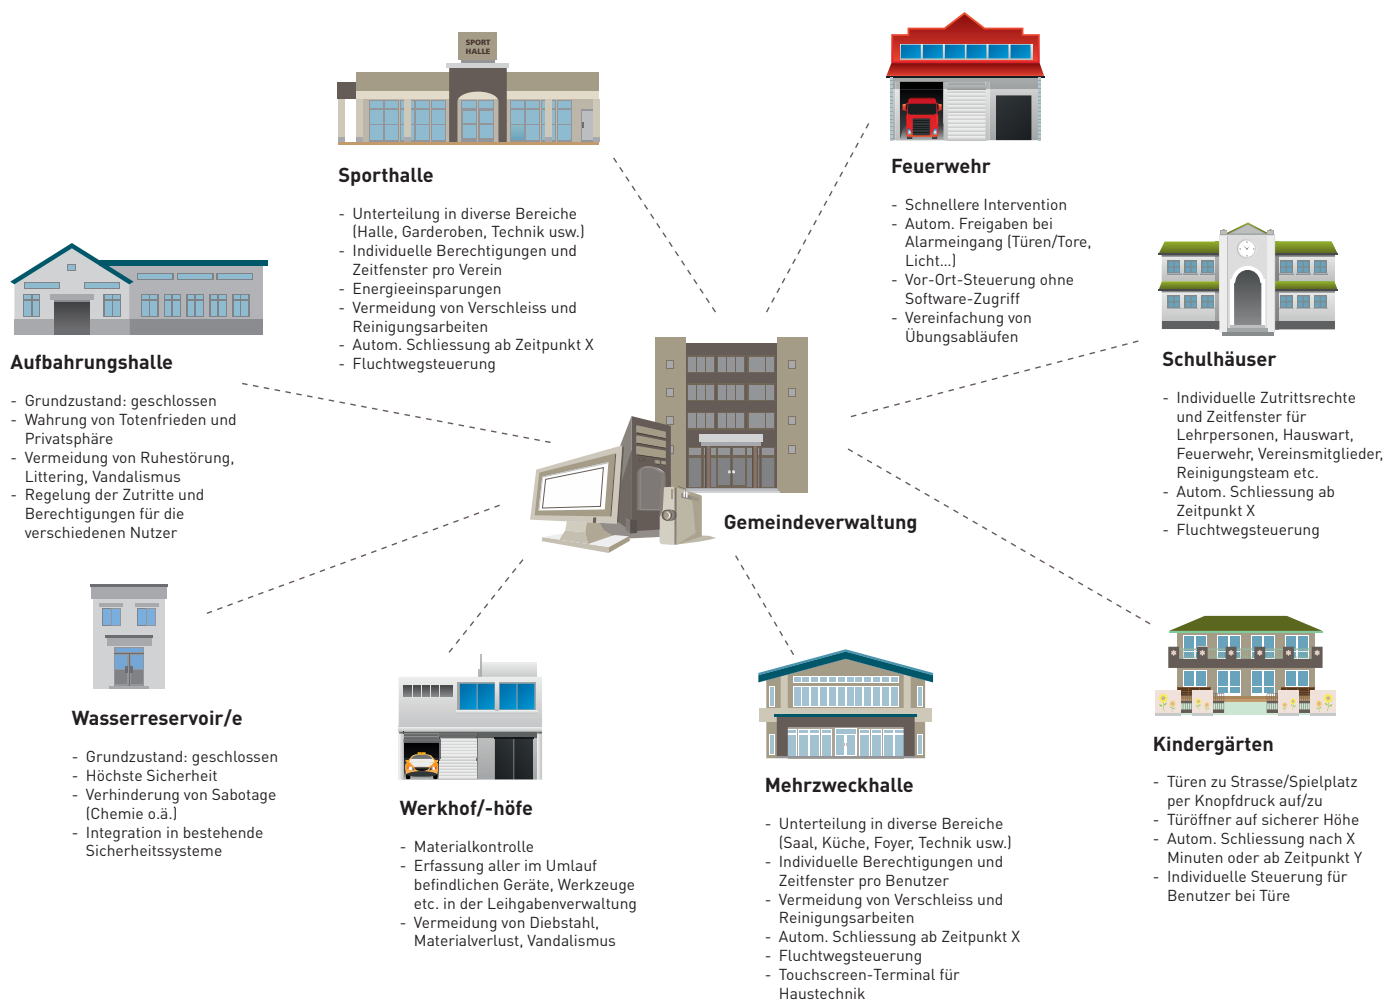 SPORT
HALLE
Sporthalle
- Unterteilung in diverse Bereiche
(Halle, Garderoben, Technik usw.)
- Individuelle Berechtigungen und
Zeitfenster pro Verein
- Energieeinsparungen
- Vermeidung von Verschleiss und
Reinigungsarbeiten
- Autom. Schliessung ab Zeitpunkt X
- Fluchtwegsteuerung
Feuerwehr
- Schnellere Intervention
- Autom. Freigaben bei
Alarmeingang (Türen/Tore,
Licht...)
- Vor-Ort-Steuerung ohne
Software-Zugriff
- Vereinfachung von
Übungsabläufen
Aufbahrungshalle
- Grundzustand: geschlossen
- Wahrung von Totenfrieden und
Privatsphäre
- Vermeidung von Ruhestörung,
Littering, Vandalismus
- Regelung der Zutritte und
Berechtigungen für die
verschiedenen Nutzer
Schulhäuser
- Individuelle Zutrittsrechte
und Zeitfenster für
Lehrpersonen, Hauswart,
Feuerwehr, Vereinsmitglieder,
Reinigungsteam etc.
- Autom. Schliessung ab
Zeitpunkt X
- Fluchtwegsteuerung
Gemeindeverwaltung
Wasserreservoir/e
- Grundzustand: geschlossen
- Höchste Sicherheit
- Verhinderung von Sabotage
(Chemie o.ä.)
- Integration in bestehende
Sicherheitssysteme
Werkhof/-höfe
- Materialkontrolle
- Erfassung aller im Umlauf
befindlichen Geräte, Werkzeuge
etc. in der Leihgabenverwaltung
- Vermeidung von Diebstahl,
Materialverlust, Vandalismus
Mehrzweckhalle
- Unterteilung in diverse Bereiche
(Saal, Küche, Foyer, Technik usw.)
- Individuelle Berechtigungen und
Zeitfenster pro Benutzer
- Vermeidung von Verschleiss und
Reinigungsarbeiten
- Autom. Schliessung ab Zeitpunkt X
- Fluchtwegsteuerung
- Touchscreen-Terminal für
Haustechnik
Kindergärten
- Türen zu Strasse/Spielplatz
per Knopfdruck auf/zu
- Türöffner auf sicherer Höhe
- Autom. Schliessung nach X
Minuten oder ab Zeitpunkt Y
- Individuelle Steuerung für
Benutzer bei Türe